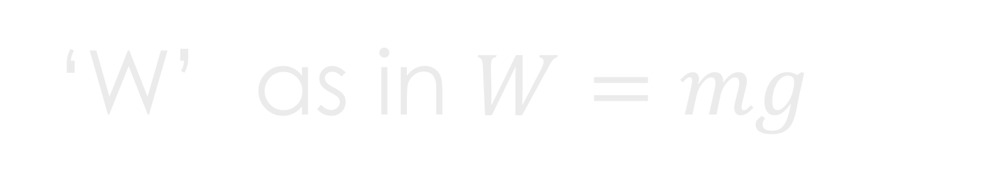 ‘W’ as in W = mg